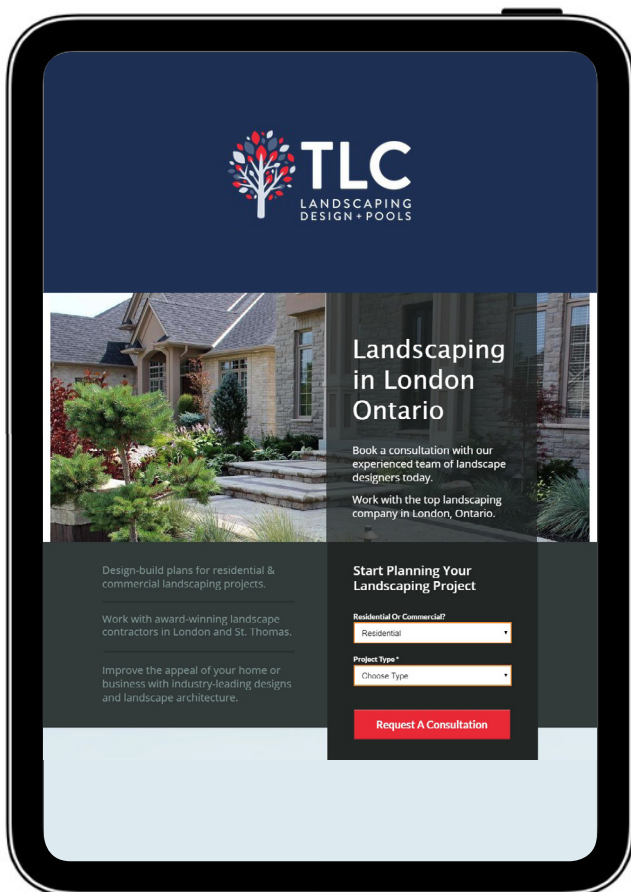 TLC
LANDSCAPING
DESIGN + POOLS
Landscaping
in London
Ontario
Book a consultation with our
experienced team of landscape
designers today.
Work with the top landscaping
company in London, Ontario.
Design-build plans for residential &
commercial landscaping projects.
Work with award-winning landscape
contractors in London and St. Thomas.
Improve the appeal of your home or
business with industry-leading designs
and landscape architecture.
Start Planning Your
Landscaping Project
Residential Or Commercial?
Residential
Project Type *
Choose Type
Request A Consultation